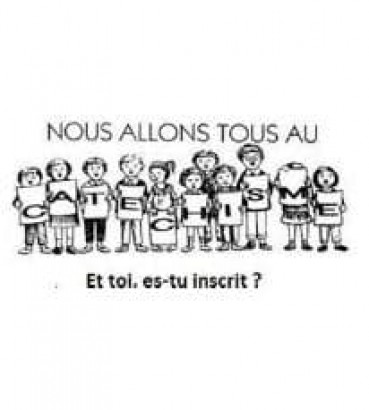 NOUS ALLONS TOUS AU
CATECHISME
Et toi. es-tu inscrit ?